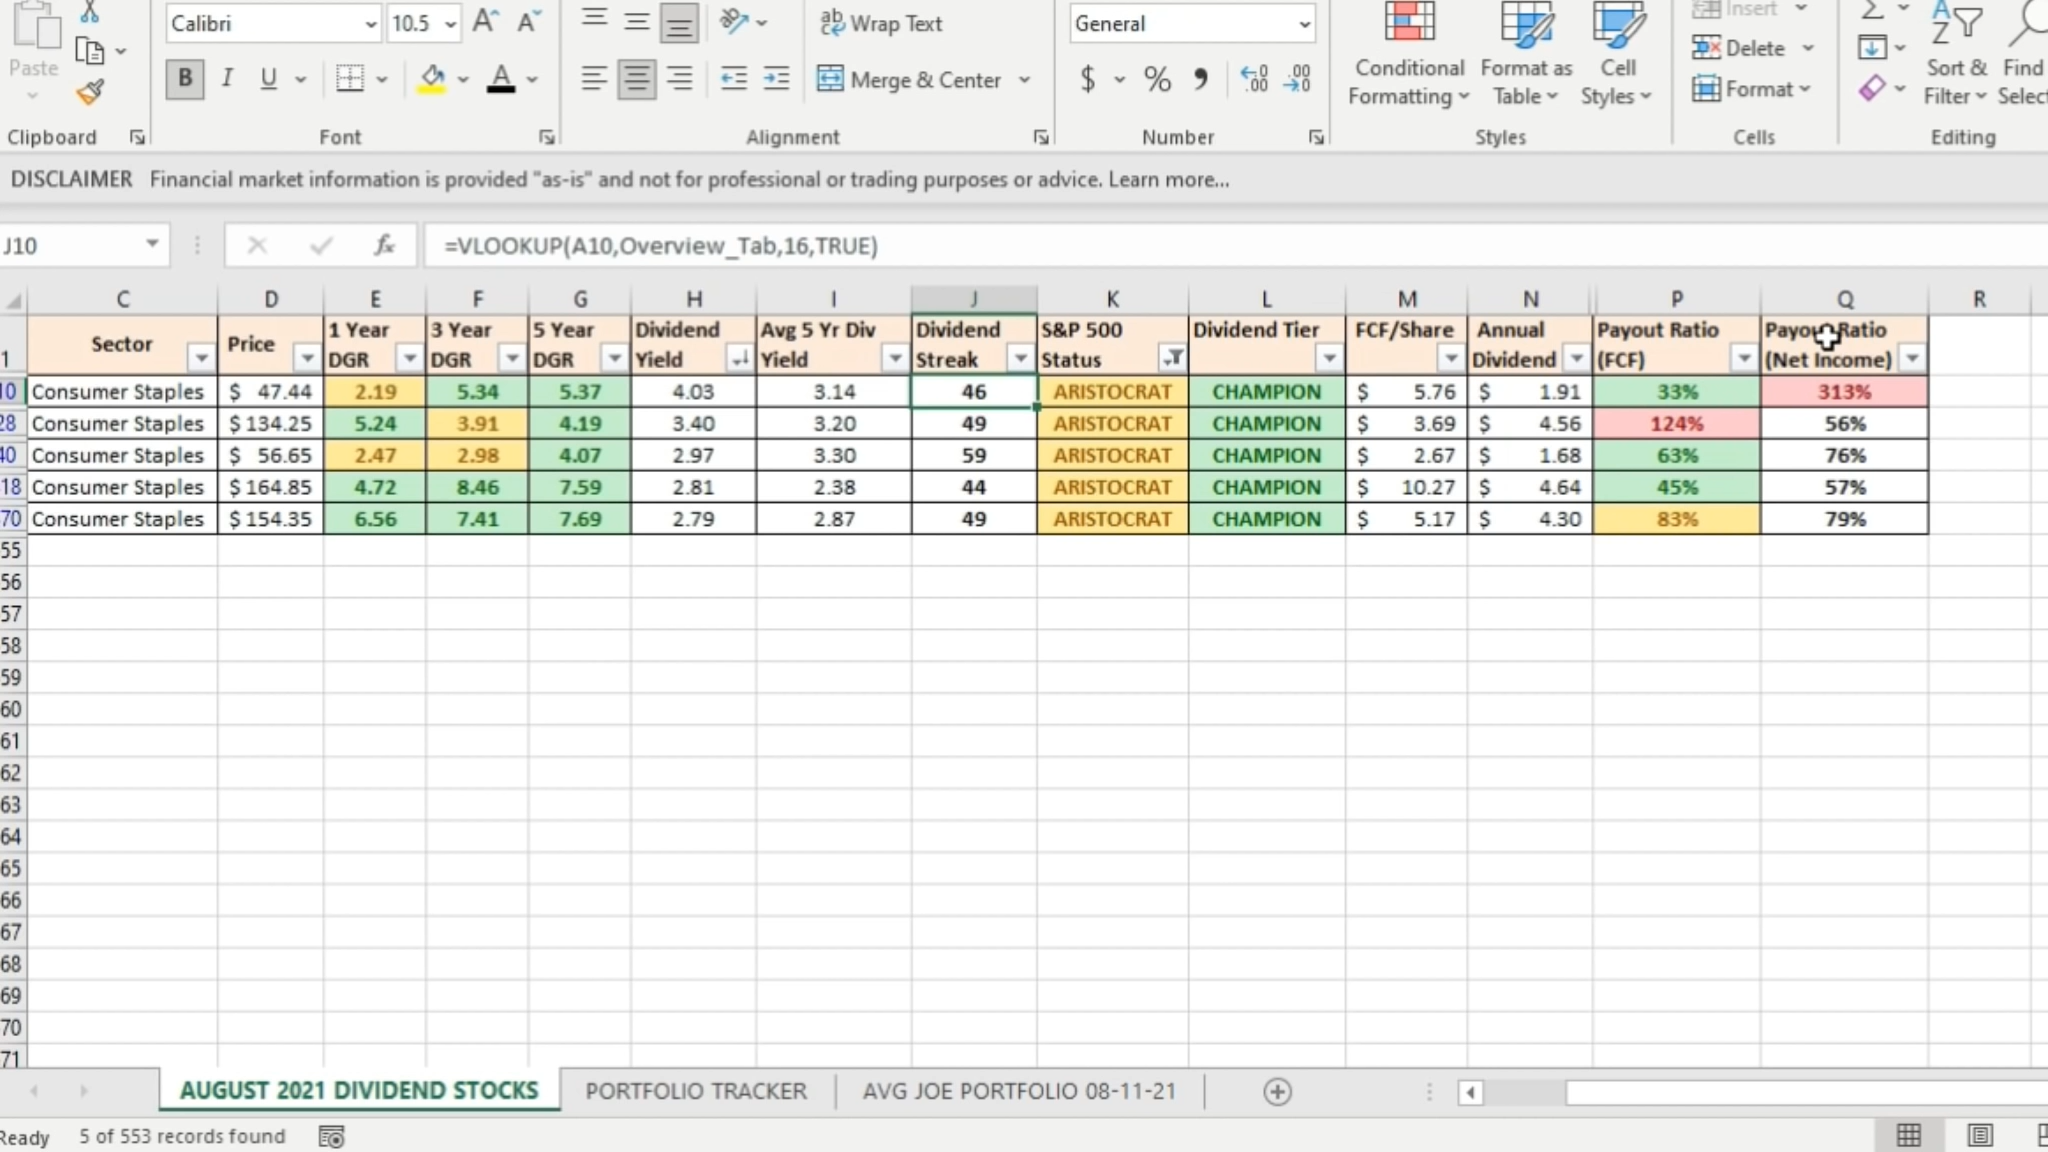 Calibri 10.5 A^ Aˇ ab Wrap Text General Insert Σ A
Paste B I U A Merge & Center $ % 9 .00 Conditional Format as Cell Delete Sort & Find
Formatting Table Styles Format Filter Select
Clipboard Font Alignment Number Styles Cells Editing
DISCLAIMER Financial market information is provided "as-is" and not for professional or trading purposes or advice. Learn more...
J10 fx =VLOOKUP(A10,Overview_Tab,16,TRUE)
C D E F G H I J K L M N P Q R
1 Sector Price 1 Year DGR 3 Year DGR 5 Year DGR Dividend Yield Avg 5 Yr Div Yield Dividend Streak S&P 500 Status Dividend Tier FCF/Share Annual Dividend Payout Ratio (FCF) Payout Ratio (Net Income)
10 Consumer Staples $ 47.44 2.19 5.34 5.37 4.03 3.14 46 ARISTOCRAT CHAMPION $ 5.76 $ 1.91 33% 313%
28 Consumer Staples $ 134.25 5.24 3.91 4.19 3.40 3.20 49 ARISTOCRAT CHAMPION $ 3.69 $ 4.56 124% 56%
40 Consumer Staples $ 56.65 2.47 2.98 4.07 2.97 3.30 59 ARISTOCRAT CHAMPION $ 2.67 $ 1.68 63% 76%
18 Consumer Staples $ 164.85 4.72 8.46 7.59 2.81 2.38 44 ARISTOCRAT CHAMPION $ 10.27 $ 4.64 45% 57%
70 Consumer Staples $ 154.35 6.56 7.41 7.69 2.79 2.87 49 ARISTOCRAT CHAMPION $ 5.17 $ 4.30 83% 79%
55
56
57
58
59
60
61
62
63
64
65
66
67
68
69
70
71
AUGUST 2021 DIVIDEND STOCKS PORTFOLIO TRACKER AVG JOE PORTFOLIO 08-11-21
Ready 5 of 553 records found